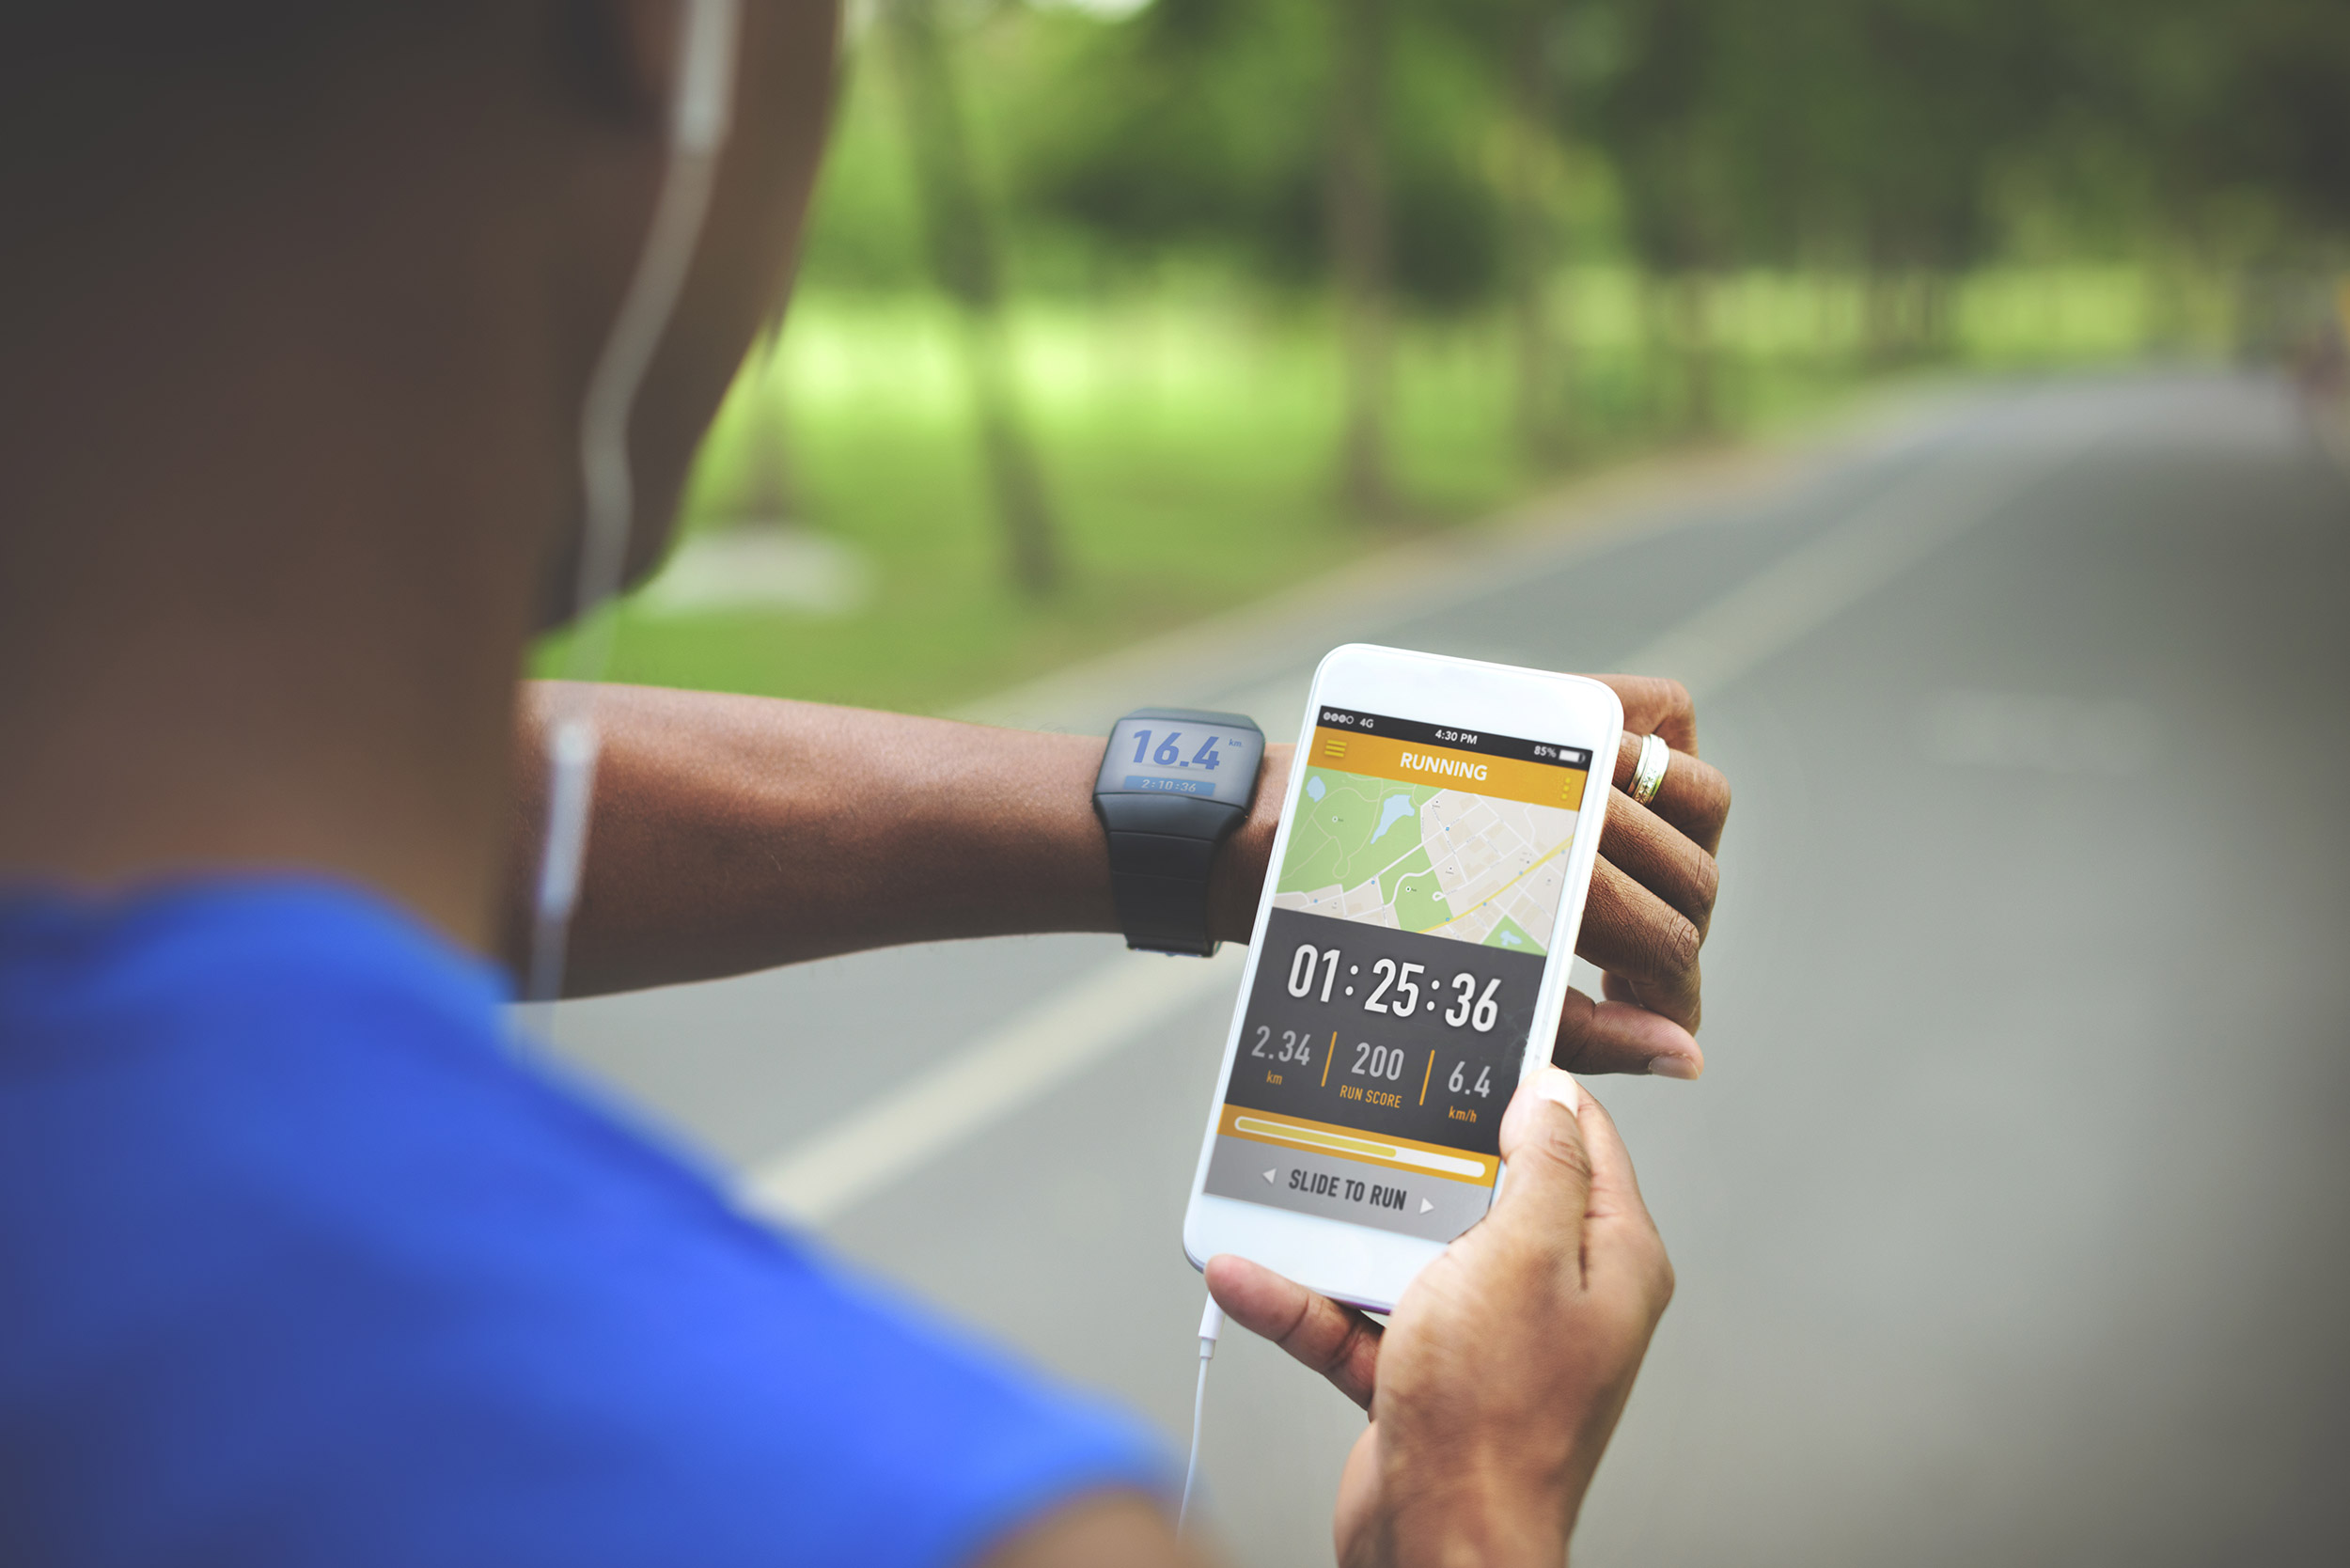 16.4 km
2:10:36
4G 4:30 PM 85%
RUNNING
01:25:36
2.34 200 6.4
km RUN SCORE km/h
SLIDE TO RUN